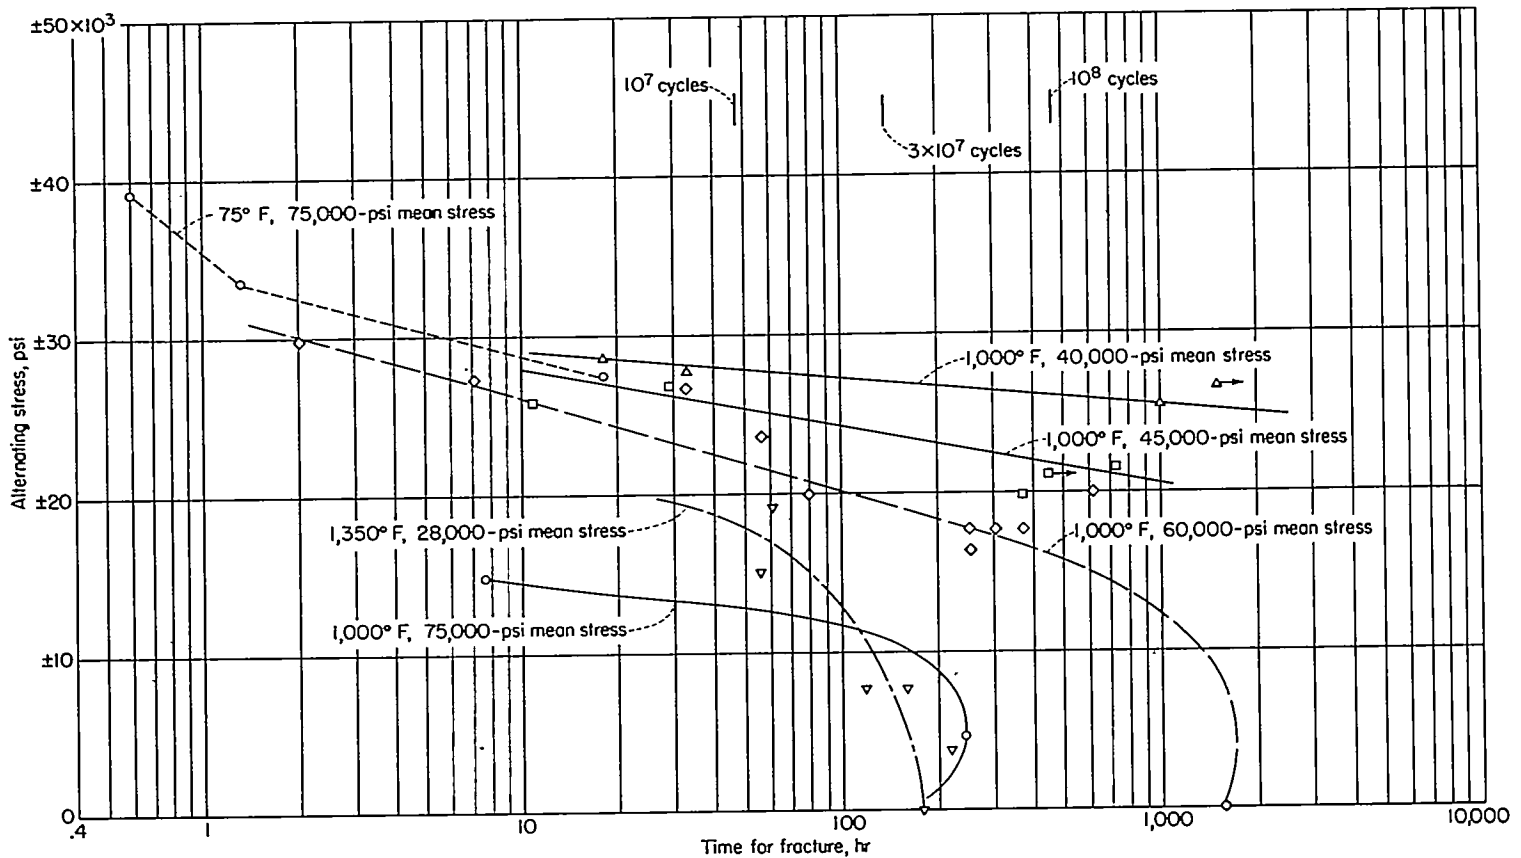 ±50×10³
10⁷ cycles
10⁸ cycles
3×10⁷ cycles
±40
75° F, 75,000-psi mean stress
±30
1,000° F, 40,000-psi mean stress
1,000° F, 45,000-psi mean stress
±20
1,350° F, 28,000-psi mean stress
1,000° F, 60,000-psi mean stress
1,000° F, 75,000-psi mean stress
±10
0
Alternating stress, psi
.4
1
10
100
1,000
10,000
Time for fracture, hr